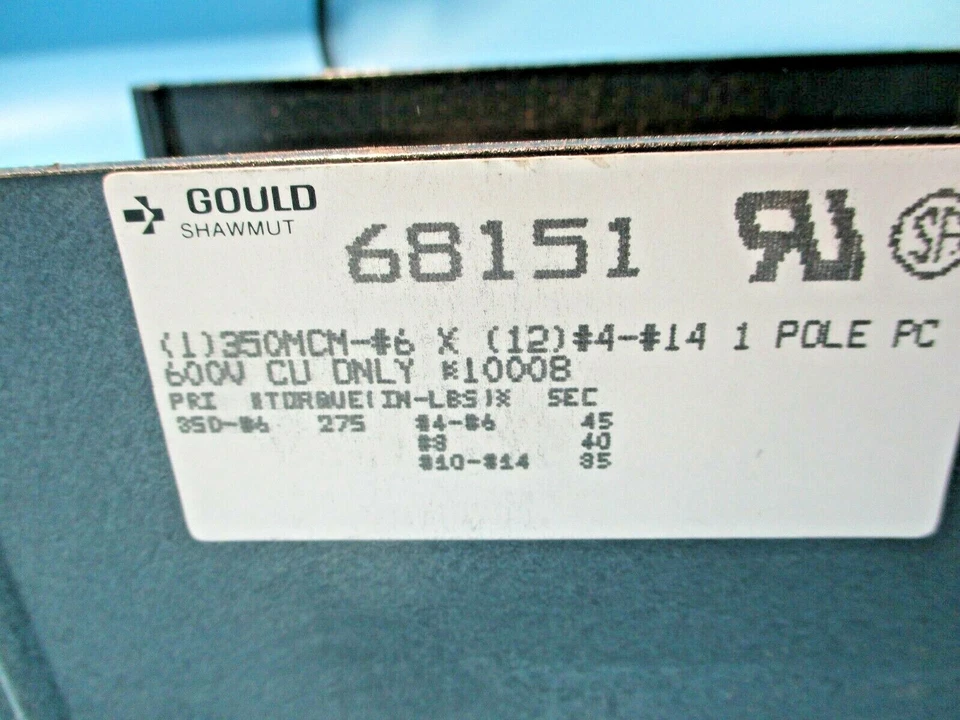 GOULD
SHAWMUT
68151
(1)350MCM-#6 X (12)#4-#14 1 POLE PC
600V CU ONLY *10008
PRI *TORQUE(IN-LBS)* SEC
350-#6 275 #4-#6 45
#8 40
#10-#14 35